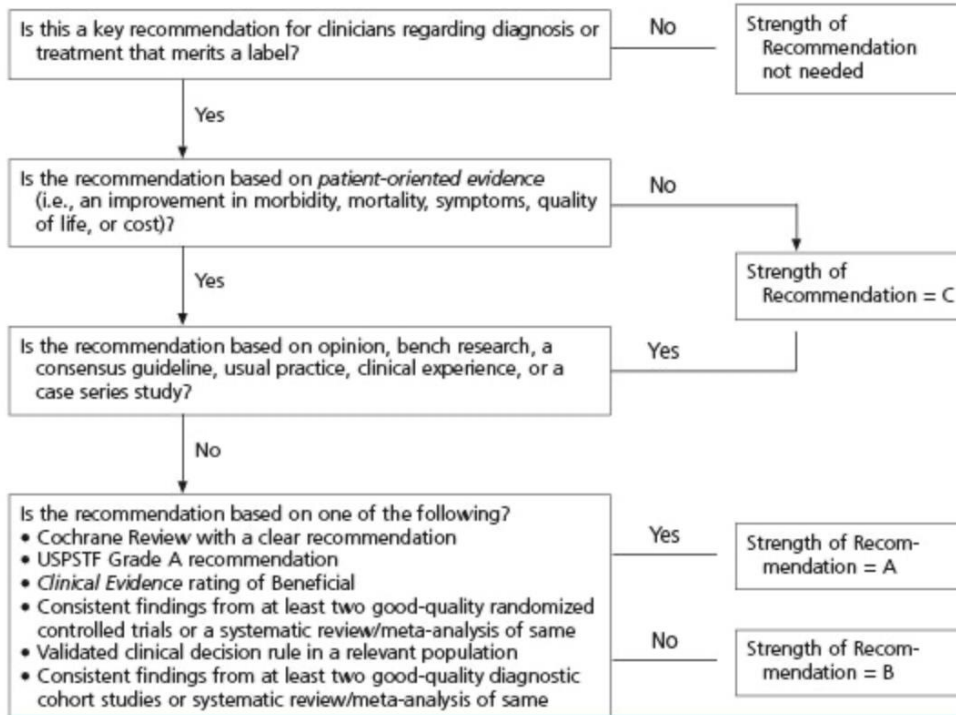 Is this a key recommendation for clinicians regarding diagnosis or
treatment that merits a label?
No
Strength of
Recommendation
not needed
Yes
Is the recommendation based on patient-oriented evidence
(i.e., an improvement in morbidity, mortality, symptoms, quality
of life, or cost)?
No
Strength of
Recommendation = C
Yes
Is the recommendation based on opinion, bench research, a
consensus guideline, usual practice, clinical experience, or a
case series study?
Yes
No
Is the recommendation based on one of the following?
• Cochrane Review with a clear recommendation
• USPSTF Grade A recommendation
• Clinical Evidence rating of Beneficial
• Consistent findings from at least two good-quality randomized
controlled trials or a systematic review/meta-analysis of same
• Validated clinical decision rule in a relevant population
• Consistent findings from at least two good-quality diagnostic
cohort studies or systematic review/meta-analysis of same
Yes
Strength of Recom-
mendation = A
No
Strength of Recom-
mendation = B